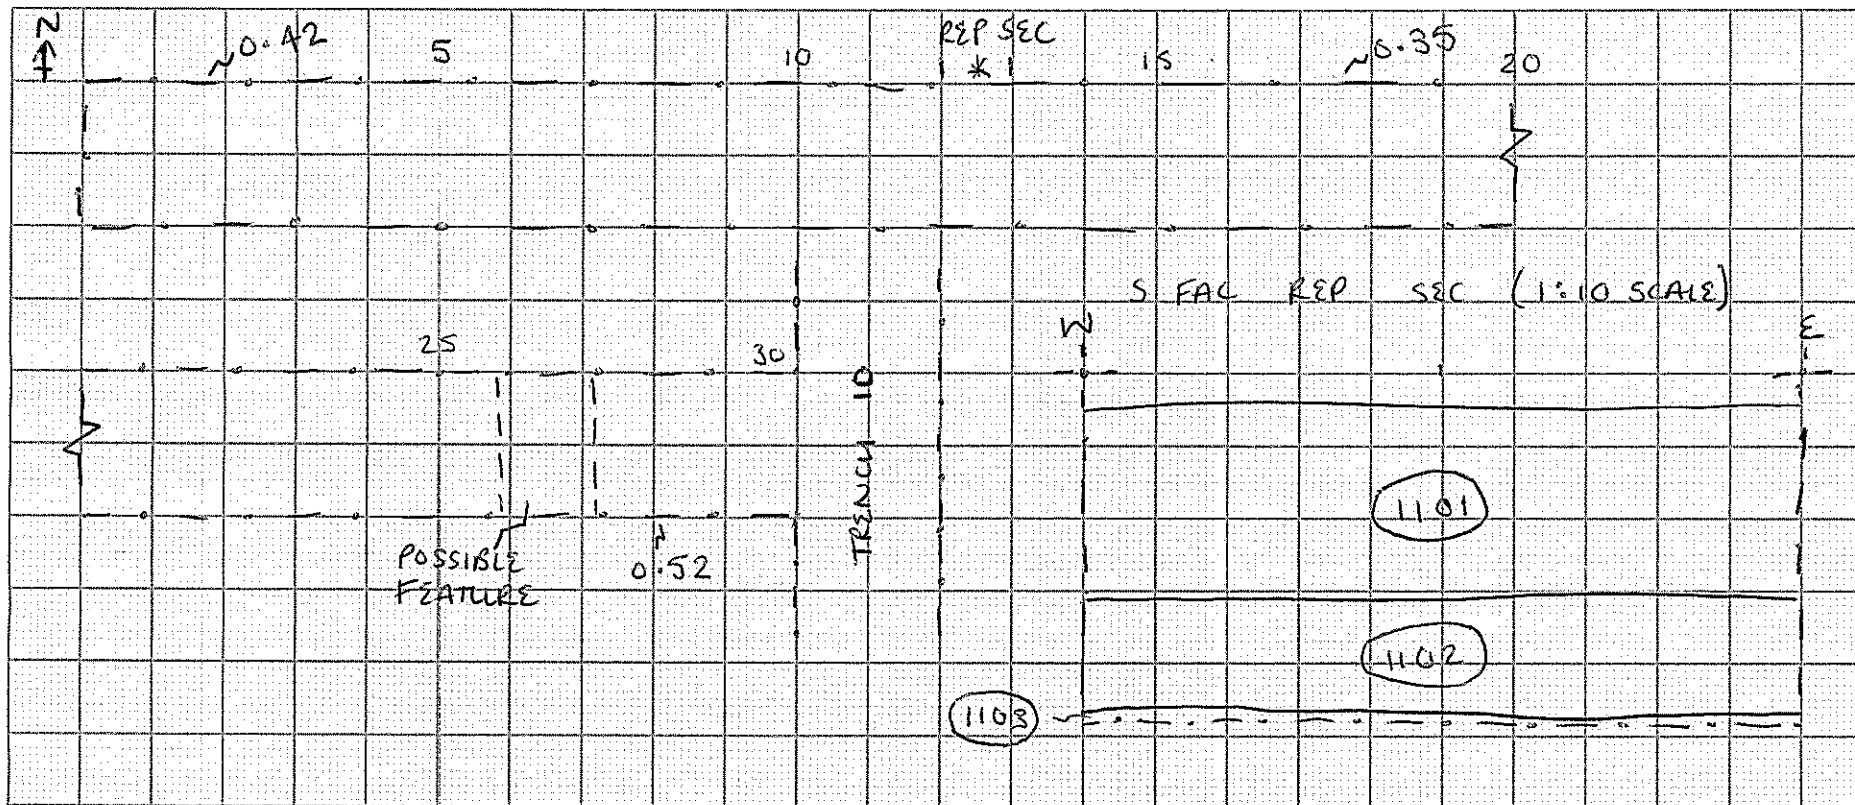 N
~0.42
5
10
REP SEC
*
15
~0.35
20
S FAC REP SEC (1:10 SCALE)
W
E
25
30
TRENCH 10
1101
POSSIBLE
FEATURE
0.52
1102
1103